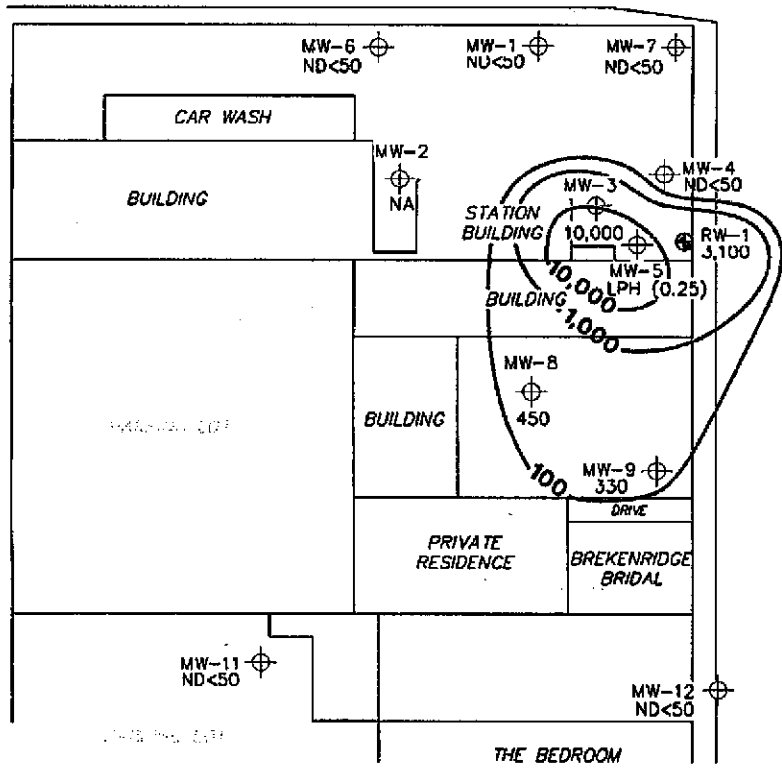 MW-6
ND<50
MW-1
ND<50
MW-7
ND<50
CAR WASH
MW-2
NA
BUILDING
MW-4
ND<50
MW-3
10,000
STATION
BUILDING
RW-1
3,100
MW-5
LPH (0.25)
BUILDING
10,000
1,000
MW-8
450
BUILDING
100
MW-9
330
DRIVE
PRIVATE
RESIDENCE
BREKENRIDGE
BRIDAL
MW-11
ND<50
MW-12
ND<50
THE BEDROOM